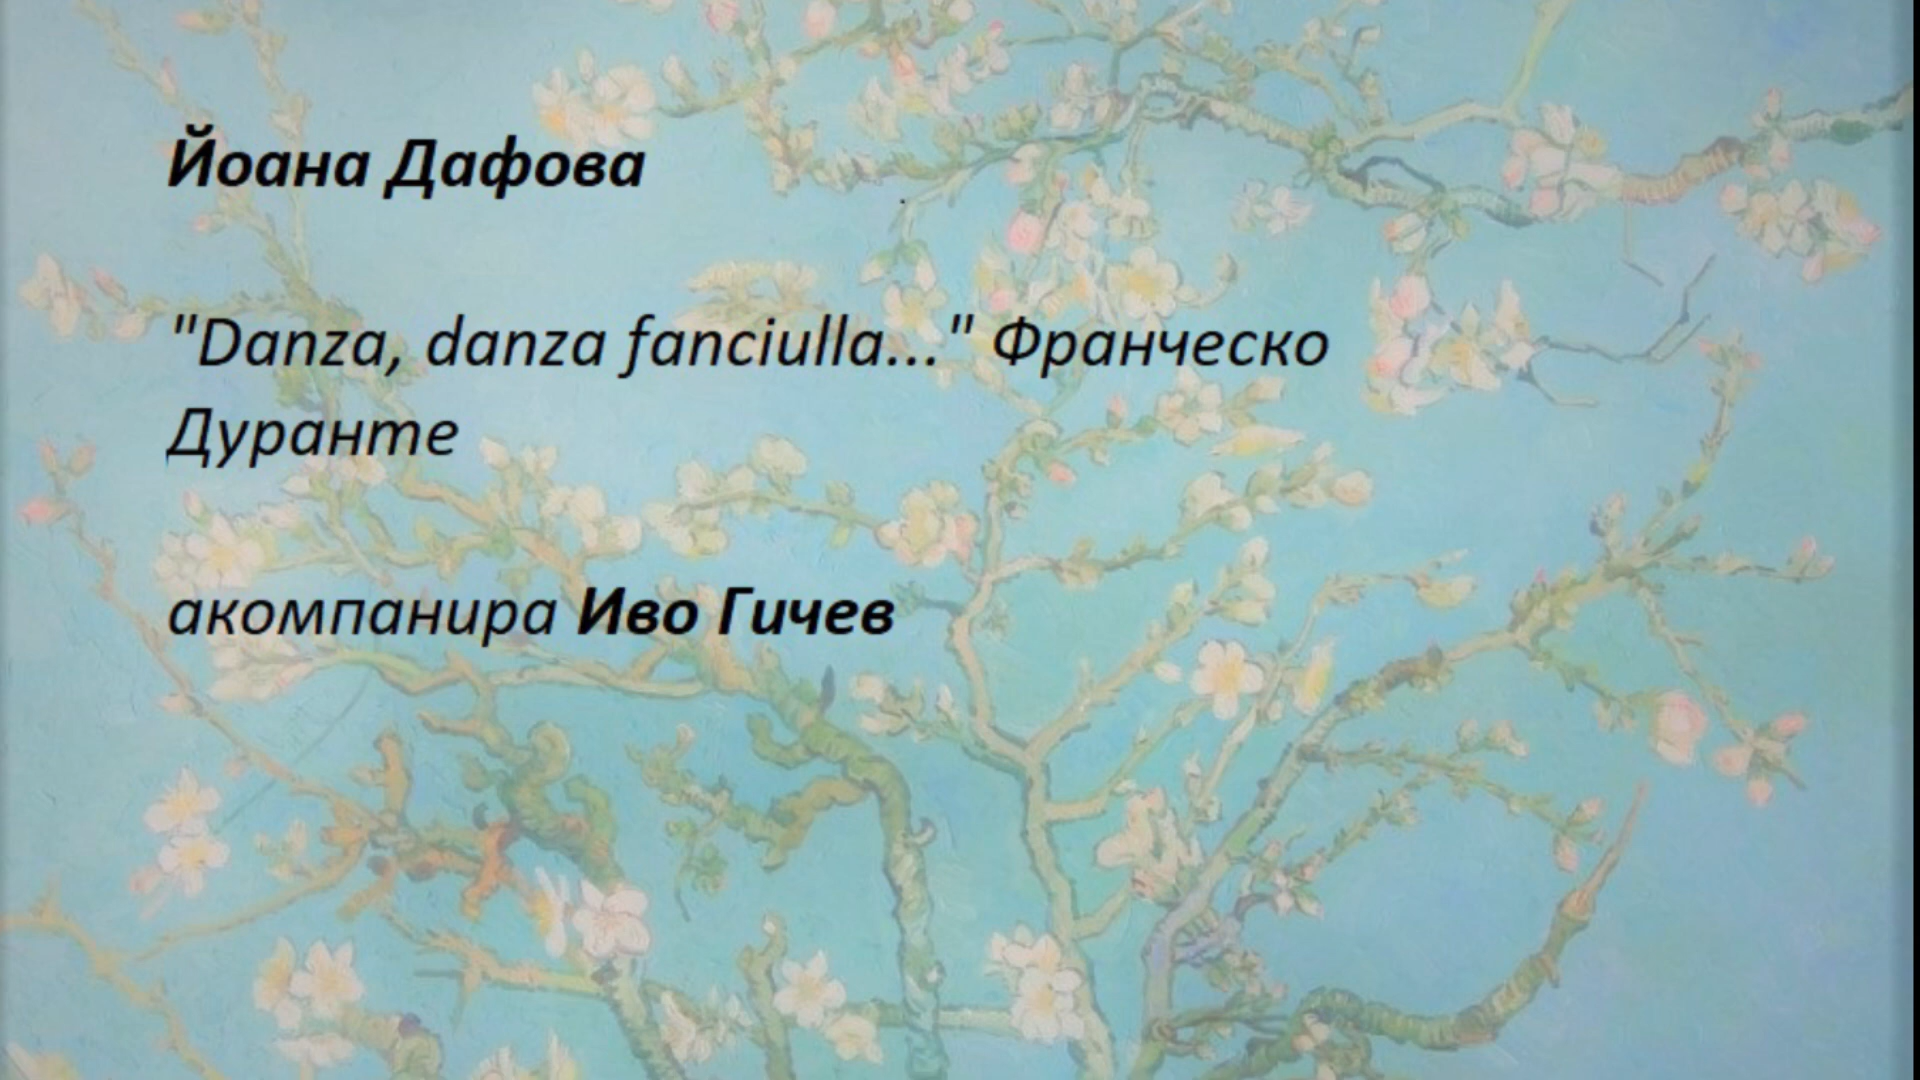 Йоана Дафова
"Danza, danza fanciulla..." Франческо
Дуранте
акомпанира Иво Гичев